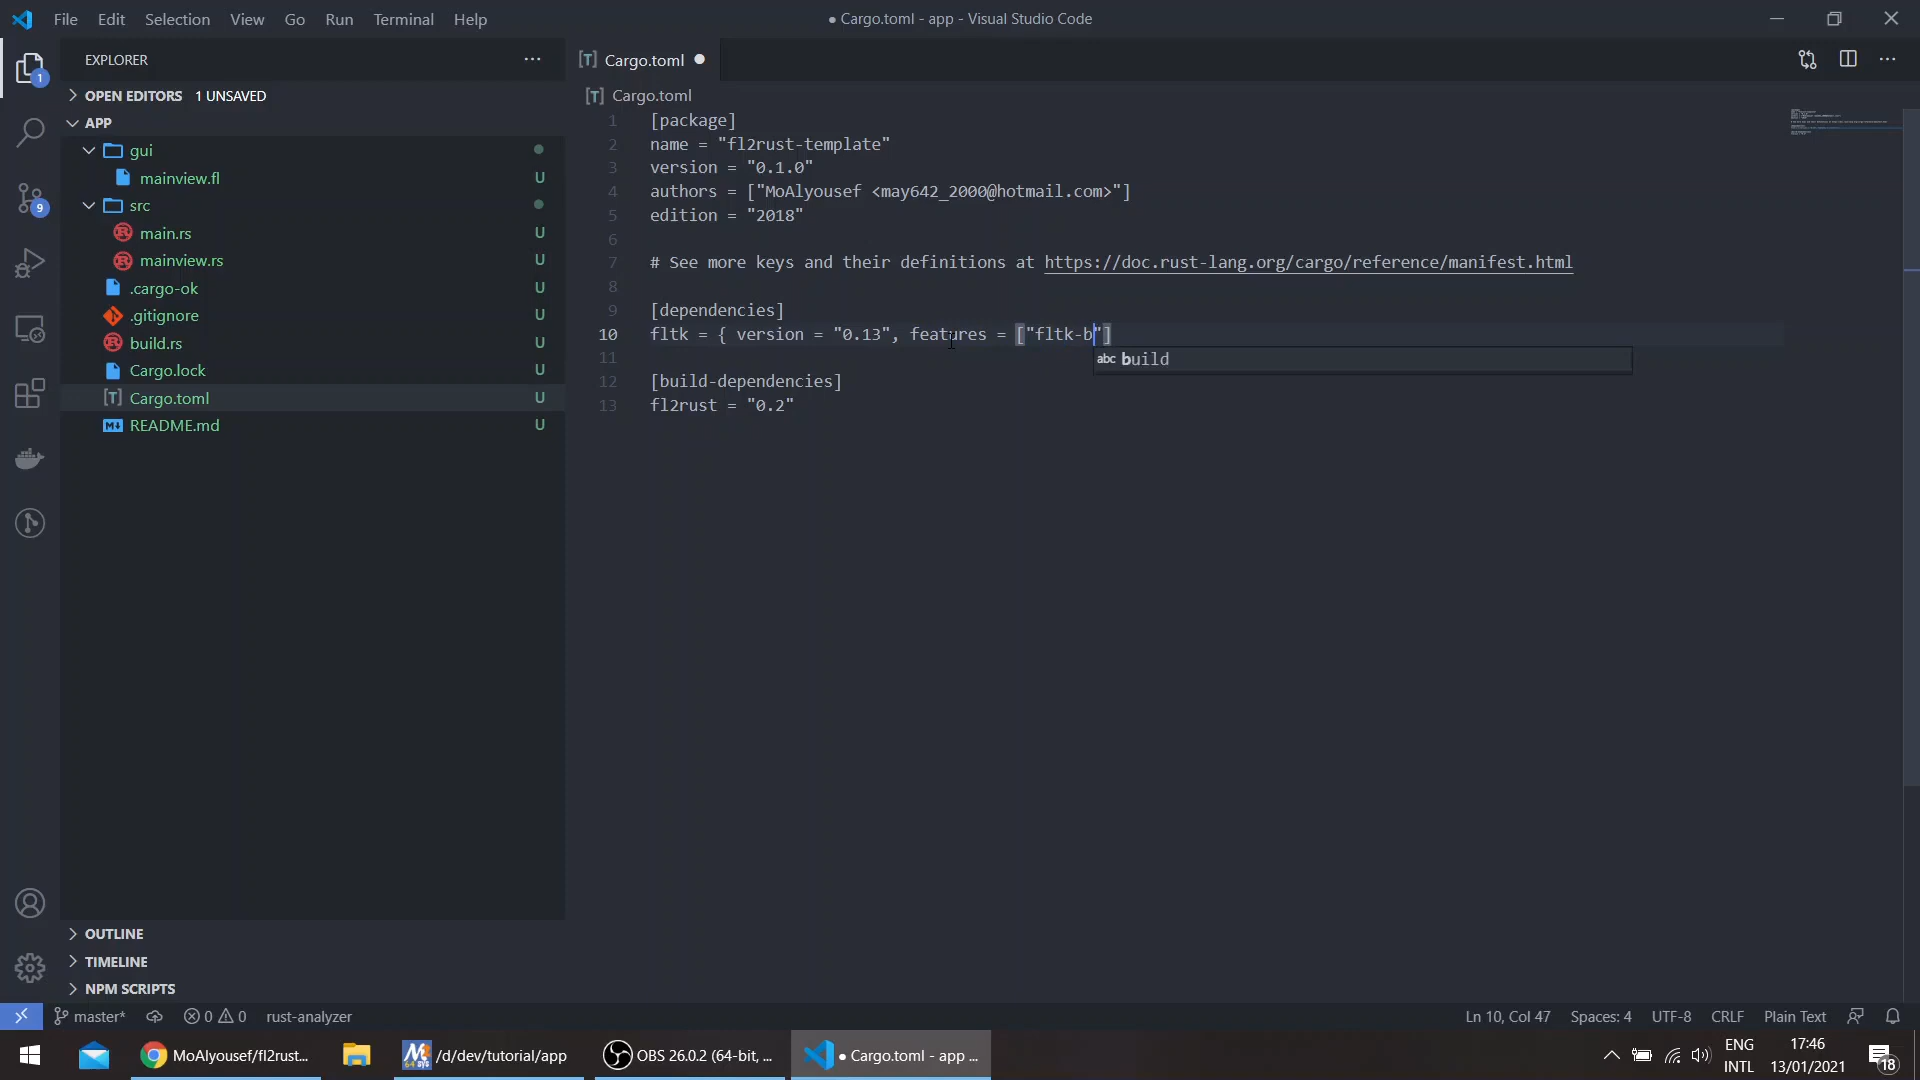 File Edit Selection View Go Run Terminal Help
● Cargo.toml - app - Visual Studio Code
EXPLORER
OPEN EDITORS 1 UNSAVED
APP
gui
mainview.fl U
src
main.rs U
mainview.rs U
.cargo-ok U
.gitignore U
build.rs U
Cargo.lock U
[T] Cargo.toml U
README.md U
OUTLINE
TIMELINE
NPM SCRIPTS
1
9
[T] Cargo.toml ●
[T] Cargo.toml
1 [package]
2 name = "fl2rust-template"
3 version = "0.1.0"
4 authors = ["MoAlyousef <may642_2000@hotmail.com>"]
5 edition = "2018"
6
7 # See more keys and their definitions at https://doc.rust-lang.org/cargo/reference/manifest.html
8
9 [dependencies]
10 fltk = { version = "0.13", features = ["fltk-b"]
abc build
11
12 [build-dependencies]
13 fl2rust = "0.2"
master* 0 0 rust-analyzer
Ln 10, Col 47 Spaces: 4 UTF-8 CRLF Plain Text
MoAlyousef/fl2rust...
/d/dev/tutorial/app
OBS 26.0.2 (64-bit, ...
● Cargo.toml - app ...
ENG
INTL
17:46
13/01/2021
18